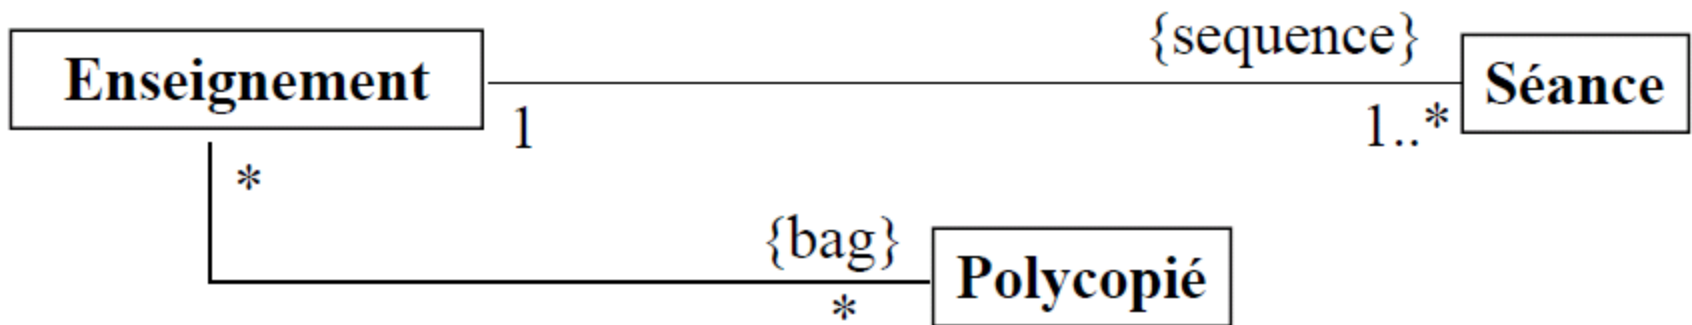 {sequence}
Enseignement
Séance
1
1..*
*
{bag}
Polycopié
*